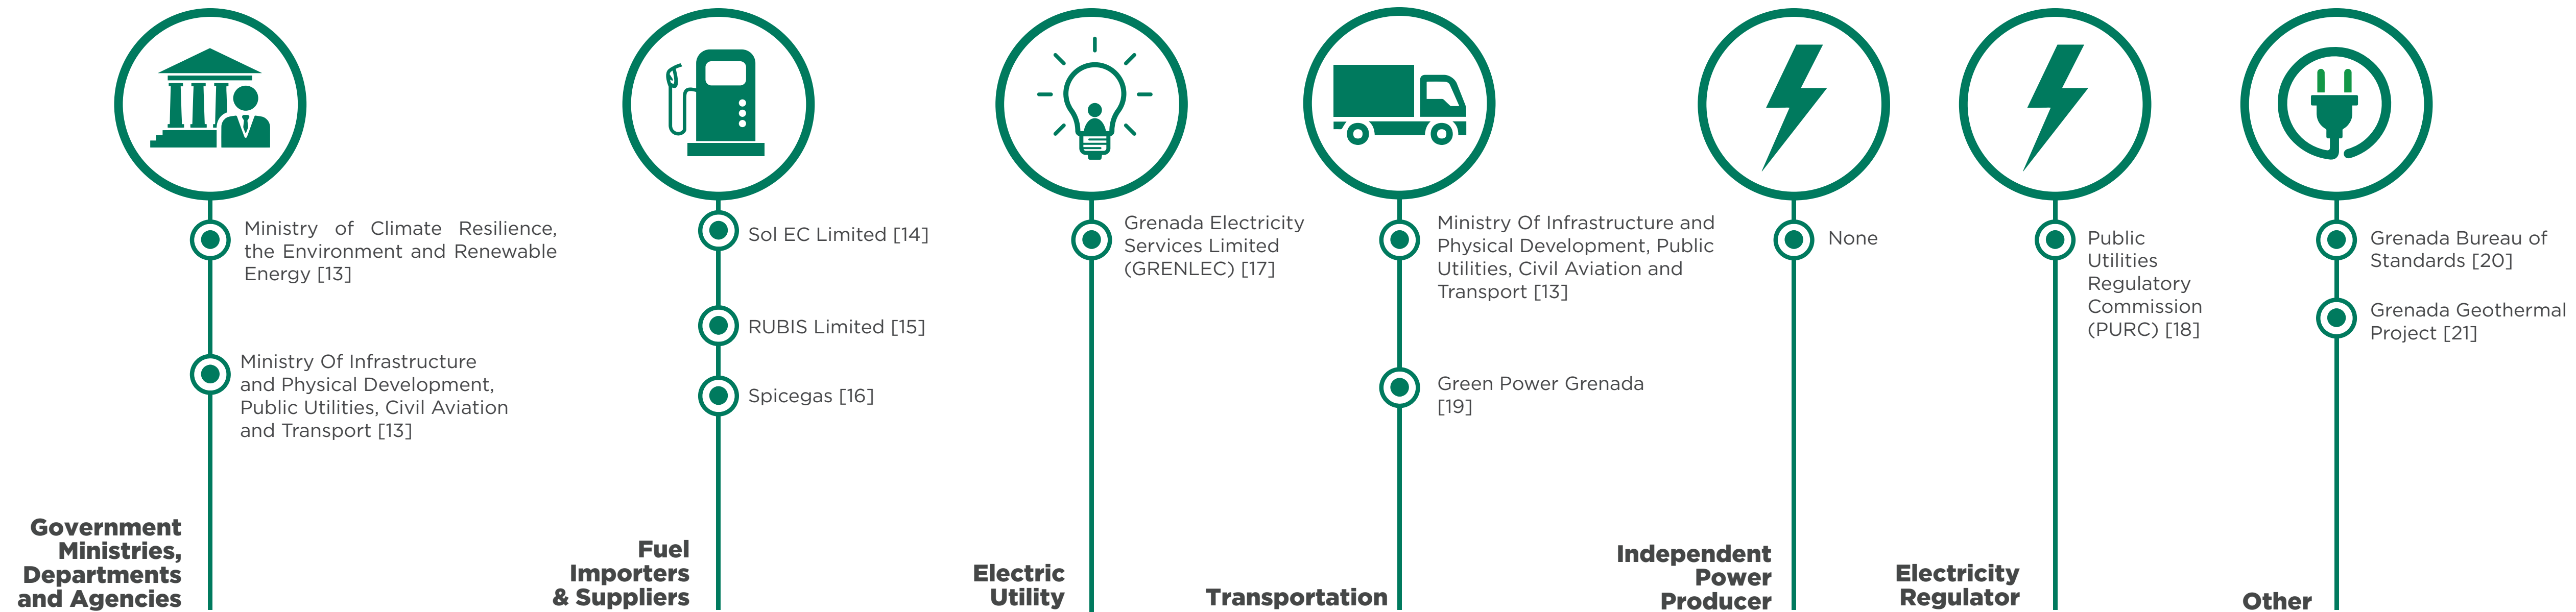 Ministry of Climate Resilience,
the Environment and Renewable
Energy [13]
Ministry Of Infrastructure
and Physical Development,
Public Utilities, Civil Aviation
and Transport [13]
Government
Ministries,
Departments
and Agencies
Sol EC Limited [14]
RUBIS Limited [15]
Spicegas [16]
Fuel
Importers
& Suppliers
Grenada Electricity
Services Limited
(GRENLEC) [17]
Electric
Utility
Ministry Of Infrastructure and
Physical Development, Public
Utilities, Civil Aviation and
Transport [13]
Green Power Grenada
[19]
Transportation
None
Independent
Power
Producer
Public
Utilities
Regulatory
Commission
(PURC) [18]
Electricity
Regulator
Grenada Bureau of
Standards [20]
Grenada Geothermal
Project [21]
Other